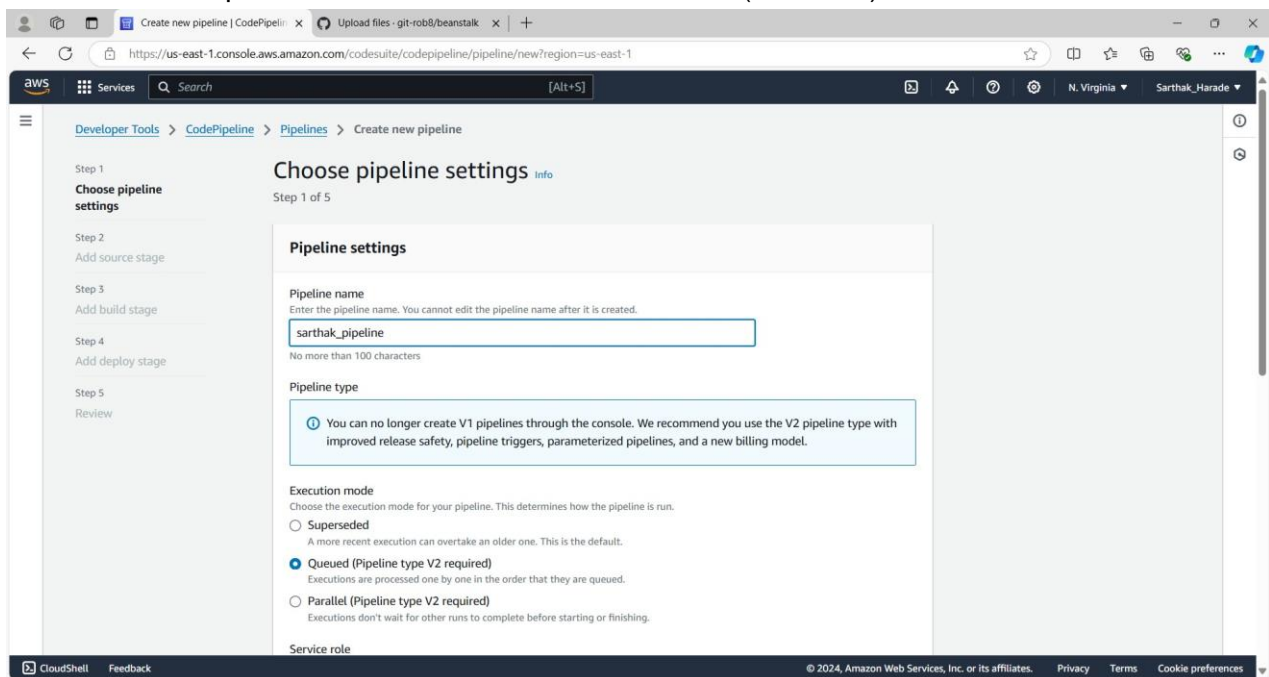 Create new pipeline | CodePipelin
Upload files · git-rob8/beanstalk
https://us-east-1.console.aws.amazon.com/codesuite/codepipeline/pipeline/new?region=us-east-1
aws
Services
Search
[Alt+S]
N. Virginia
Sarthak_Harade
Developer Tools > CodePipeline > Pipelines > Create new pipeline
Step 1
Choose pipeline
settings
Step 2
Add source stage
Step 3
Add build stage
Step 4
Add deploy stage
Step 5
Review
Choose pipeline settings Info
Step 1 of 5
Pipeline settings
Pipeline name
Enter the pipeline name. You cannot edit the pipeline name after it is created.
sarthak_pipeline
No more than 100 characters
Pipeline type
You can no longer create V1 pipelines through the console. We recommend you use the V2 pipeline type with
improved release safety, pipeline triggers, parameterized pipelines, and a new billing model.
Execution mode
Choose the execution mode for your pipeline. This determines how the pipeline is run.
Superseded
A more recent execution can overtake an older one. This is the default.
Queued (Pipeline type V2 required)
Executions are processed one by one in the order that they are queued.
Parallel (Pipeline type V2 required)
Executions don't wait for other runs to complete before starting or finishing.
Service role
CloudShell
Feedback
© 2024, Amazon Web Services, Inc. or its affiliates.
Privacy
Terms
Cookie preferences